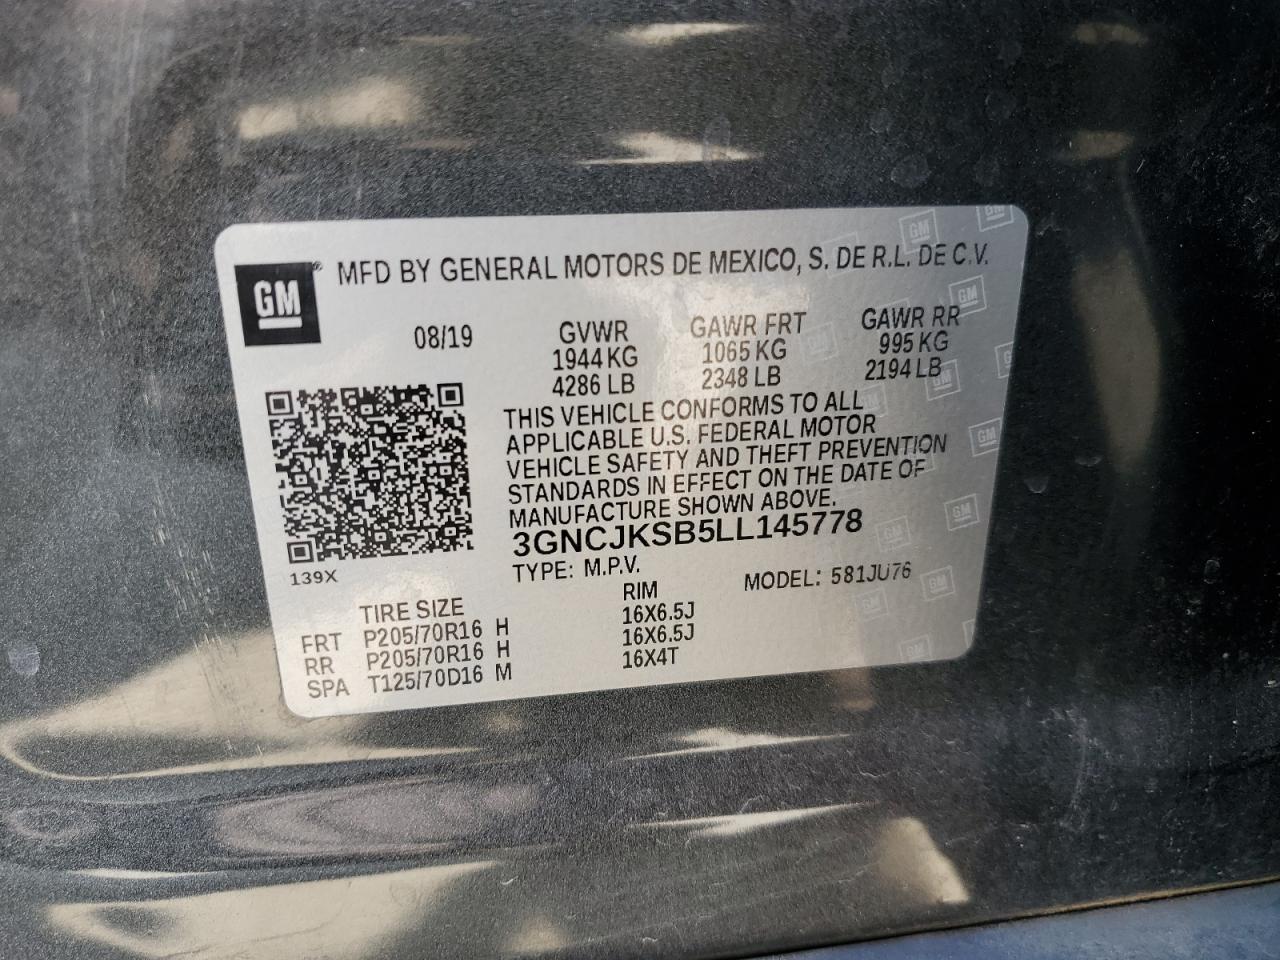 GM
MFD BY GENERAL MOTORS DE MEXICO, S. DE R.L. DE C.V.
08/19 GVWR GAWR FRT GAWR RR
1944 KG 1065 KG 995 KG
4286 LB 2348 LB 2194 LB
THIS VEHICLE CONFORMS TO ALL
APPLICABLE U.S. FEDERAL MOTOR
VEHICLE SAFETY AND THEFT PREVENTION
STANDARDS IN EFFECT ON THE DATE OF
MANUFACTURE SHOWN ABOVE.
3GNCJKSB5LL145778
139X
TYPE: M.P.V. MODEL: 581JU76
TIRE SIZE RIM
FRT P205/70R16 H 16X6.5J
RR P205/70R16 H 16X6.5J
SPA T125/70D16 M 16X4T